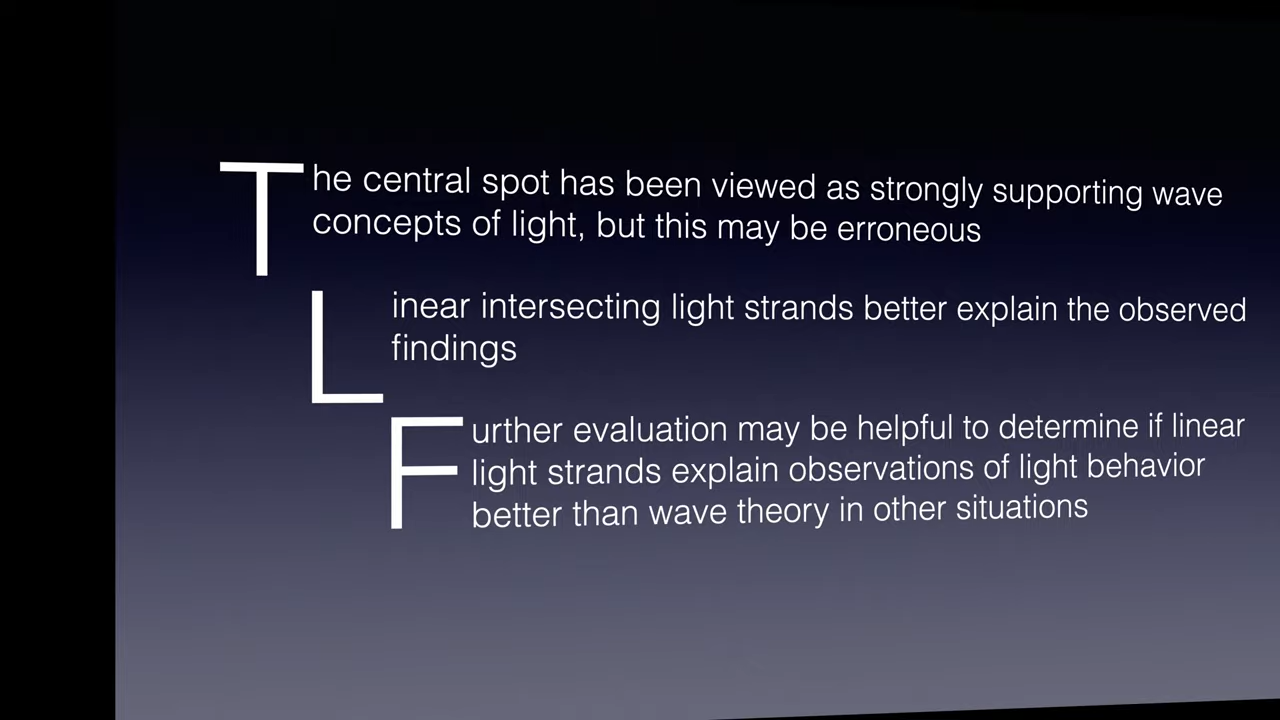 The central spot has been viewed as strongly supporting wave
concepts of light, but this may be erroneous
Linear intersecting light strands better explain the observed
findings
Further evaluation may be helpful to determine if linear
light strands explain observations of light behavior
better than wave theory in other situations